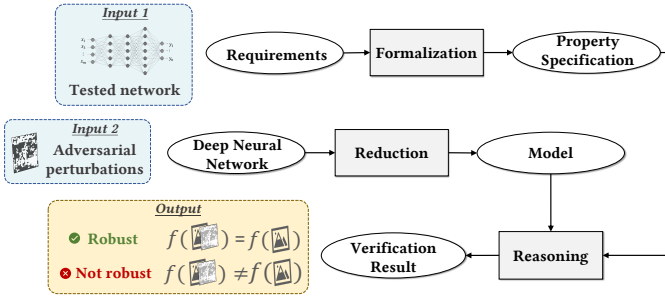 Input 1
Tested network
Requirements
Formalization
Property
Specification
Input 2
Adversarial
perturbations
Deep Neural
Network
Reduction
Model
Output
Robust
f( ) = f( )
Not robust
f( ) ≠ f( )
Verification
Result
Reasoning